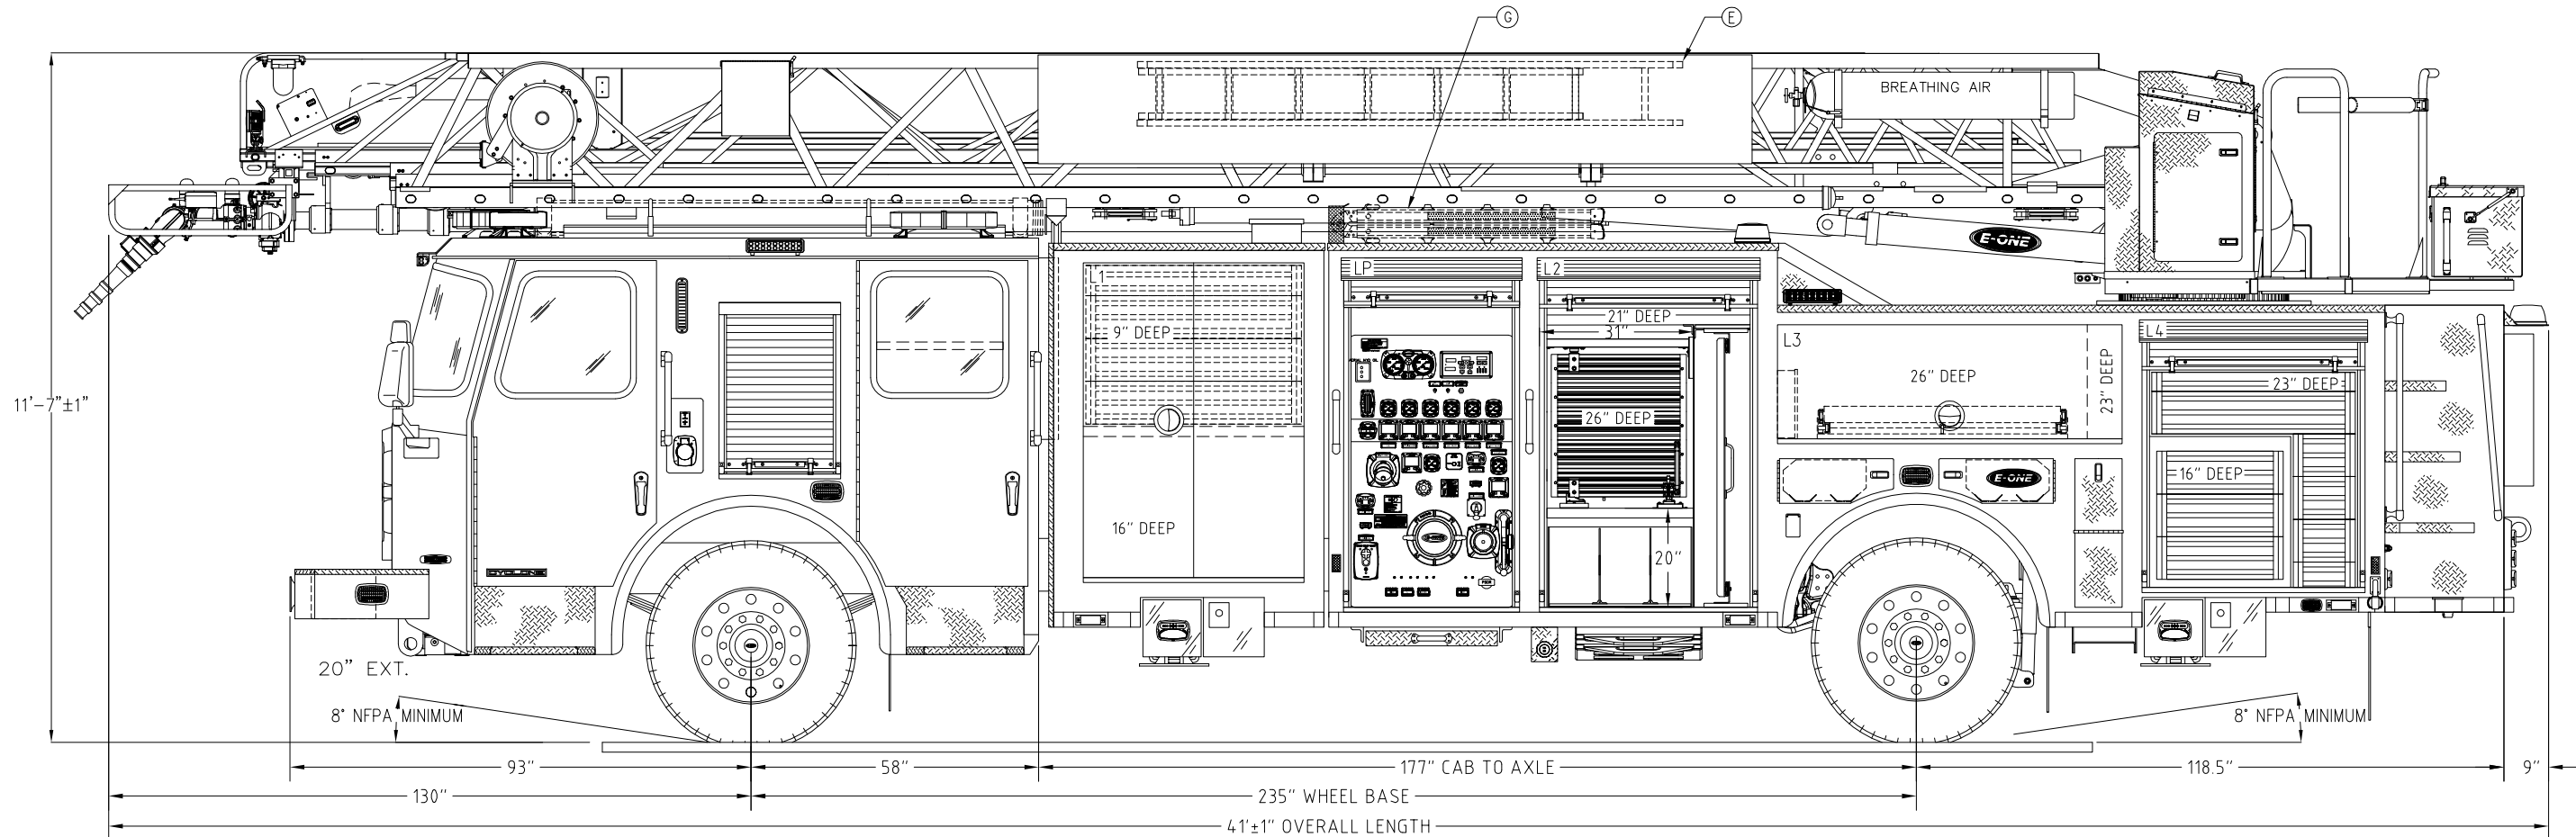 G
E
BREATHING AIR
E-ONE
LP
L2
L1
21" DEEP
31"
9" DEEP
L3
L4
26" DEEP
23" DEEP
23" DEEP
11'-7"±1"
26" DEEP
16" DEEP
E-ONE
16" DEEP
20"
CYCLONE
20" EXT.
8° NFPA MINIMUM
8° NFPA MINIMUM
93"
58"
177" CAB TO AXLE
118.5"
9"
130"
235" WHEEL BASE
41'±1" OVERALL LENGTH